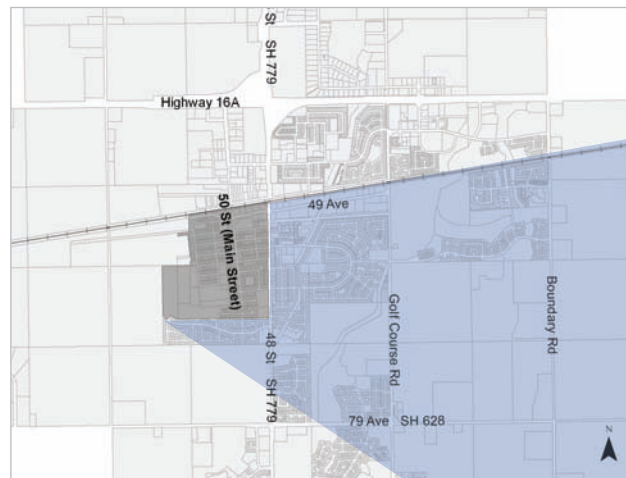 St
SH 779
Highway 16A
50 St (Main Street)
49 Ave
Golf Course Rd
Boundary Rd
48 St
SH 779
79 Ave SH 628
N